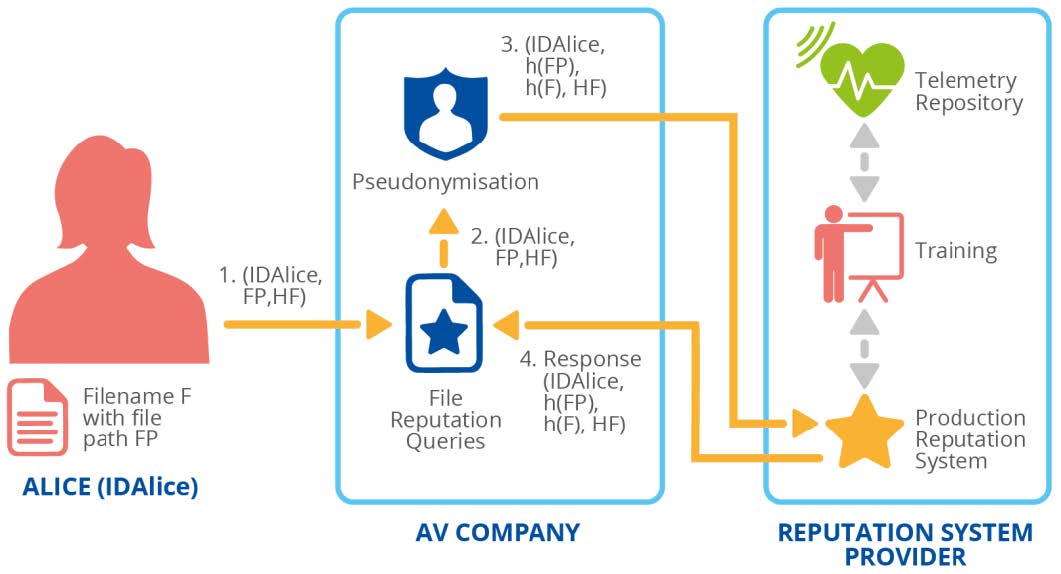 1. (IDAlice,
FP,HF)
Filename F
with file
path FP
ALICE (IDAlice)
3. (IDAlice,
h(FP),
h(F), HF)
Pseudonymisation
2. (IDAlice,
FP,HF)
File
Reputation
Queries
4. Response
(IDAlice,
h(FP),
h(F), HF)
AV COMPANY
Telemetry
Repository
Training
Production
Reputation
System
REPUTATION SYSTEM
PROVIDER